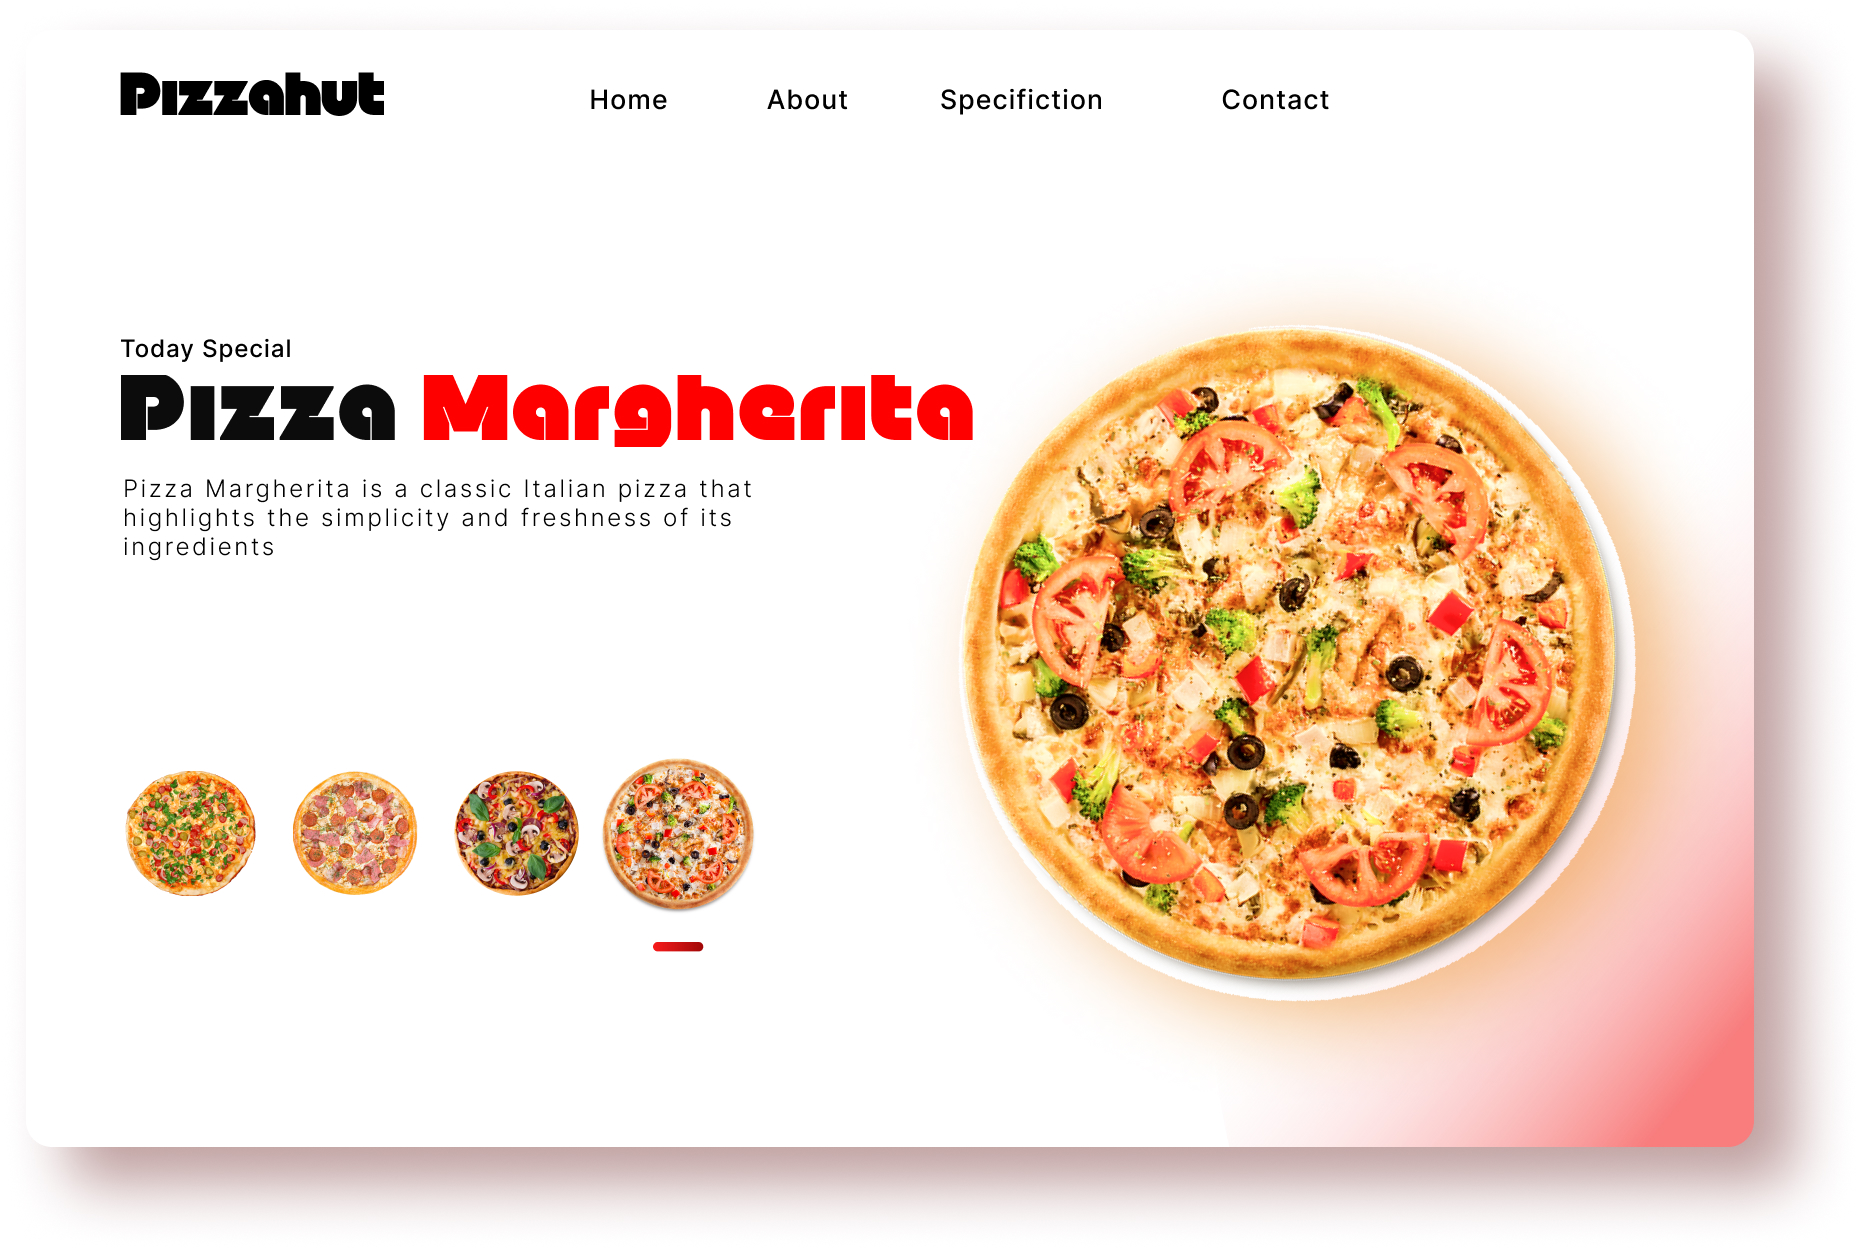 Pizzahut
Home About Specifiction Contact
Today Special
Pizza Margherita
Pizza Margherita is a classic Italian pizza that
highlights the simplicity and freshness of its
ingredients